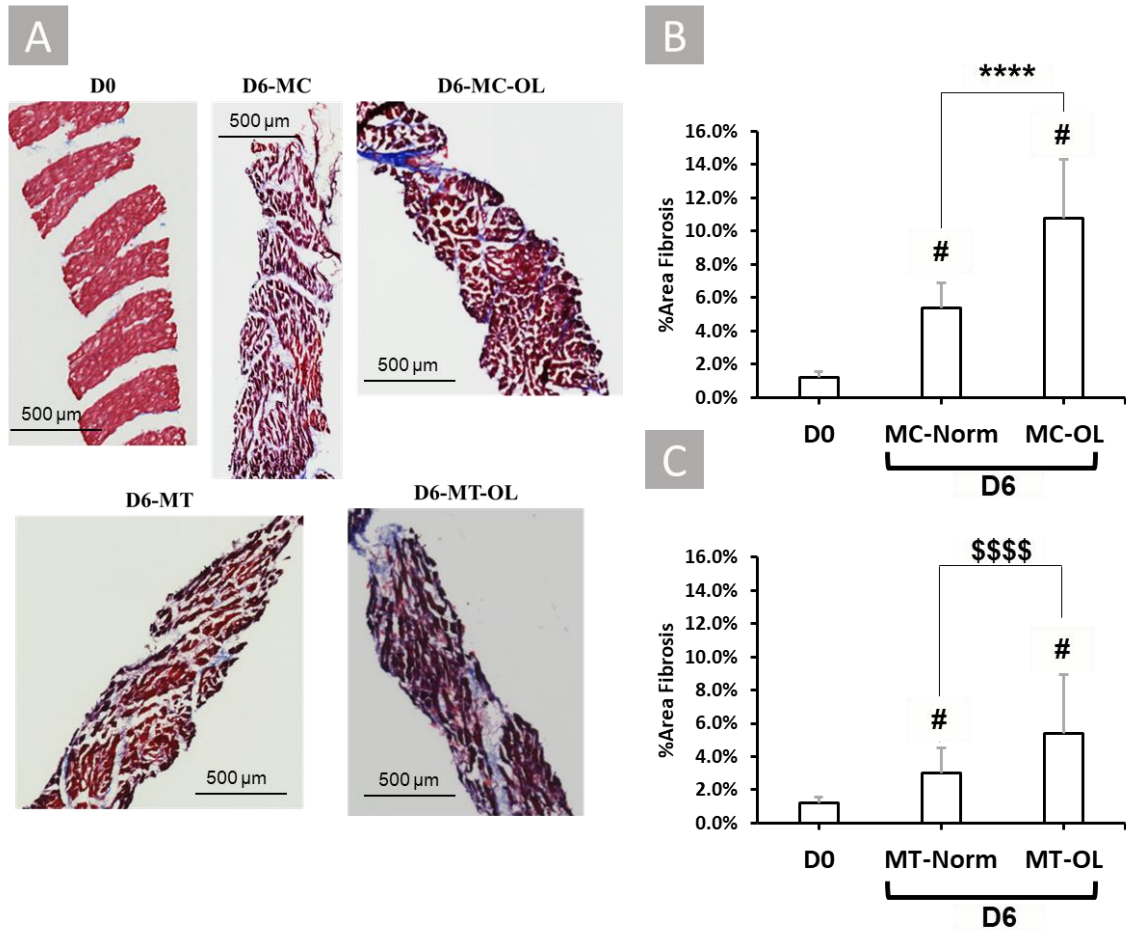 A
D0
D6-MC
D6-MC-OL
500 µm
500 µm
500 µm
D6-MT
D6-MT-OL
500 µm
500 µm
B
****
16.0%
14.0%
12.0%
10.0%
8.0%
6.0%
4.0%
2.0%
0.0%
%Area Fibrosis
#
#
D0
MC-Norm
MC-OL
D6
C
$$$$
16.0%
14.0%
12.0%
10.0%
8.0%
6.0%
4.0%
2.0%
0.0%
%Area Fibrosis
#
#
D0
MT-Norm
MT-OL
D6